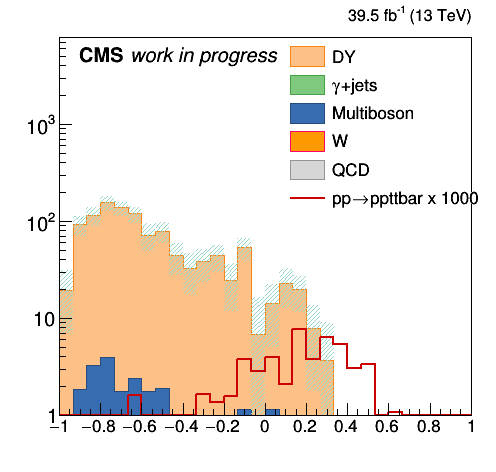 39.5 fb⁻¹ (13 TeV)
CMS work in progress
DY
γ+jets
Multiboson
W
QCD
pp→ppttbar x 1000
10³
10²
10
1
−1 −0.8 −0.6 −0.4 −0.2 0 0.2 0.4 0.6 0.8 1